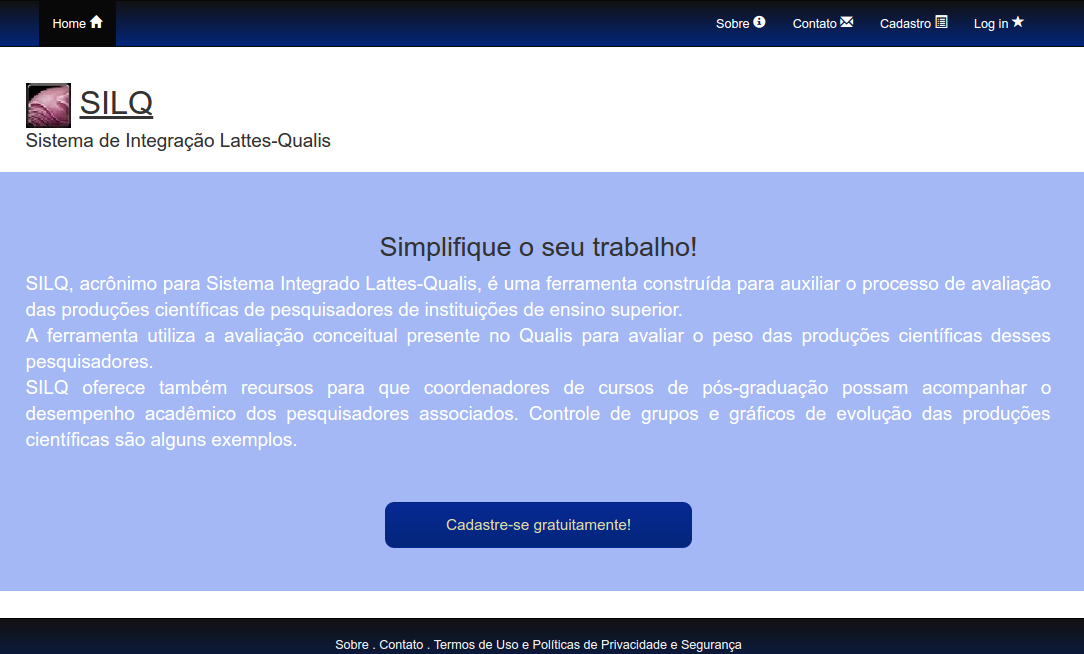 Home
Sobre
Contato
Cadastro
Log in
SILQ
Sistema de Integração Lattes-Qualis
Simplifique o seu trabalho!
SILQ, acrônimo para Sistema Integrado Lattes-Qualis, é uma ferramenta construída para auxiliar o processo de avaliação
das produções científicas de pesquisadores de instituições de ensino superior.
A ferramenta utiliza a avaliação conceitual presente no Qualis para avaliar o peso das produções científicas desses
pesquisadores.
SILQ oferece também recursos para que coordenadores de cursos de pós-graduação possam acompanhar o
desempenho acadêmico dos pesquisadores associados. Controle de grupos e gráficos de evolução das produções
científicas são alguns exemplos.
Cadastre-se gratuitamente!
Sobre . Contato . Termos de Uso e Políticas de Privacidade e Segurança